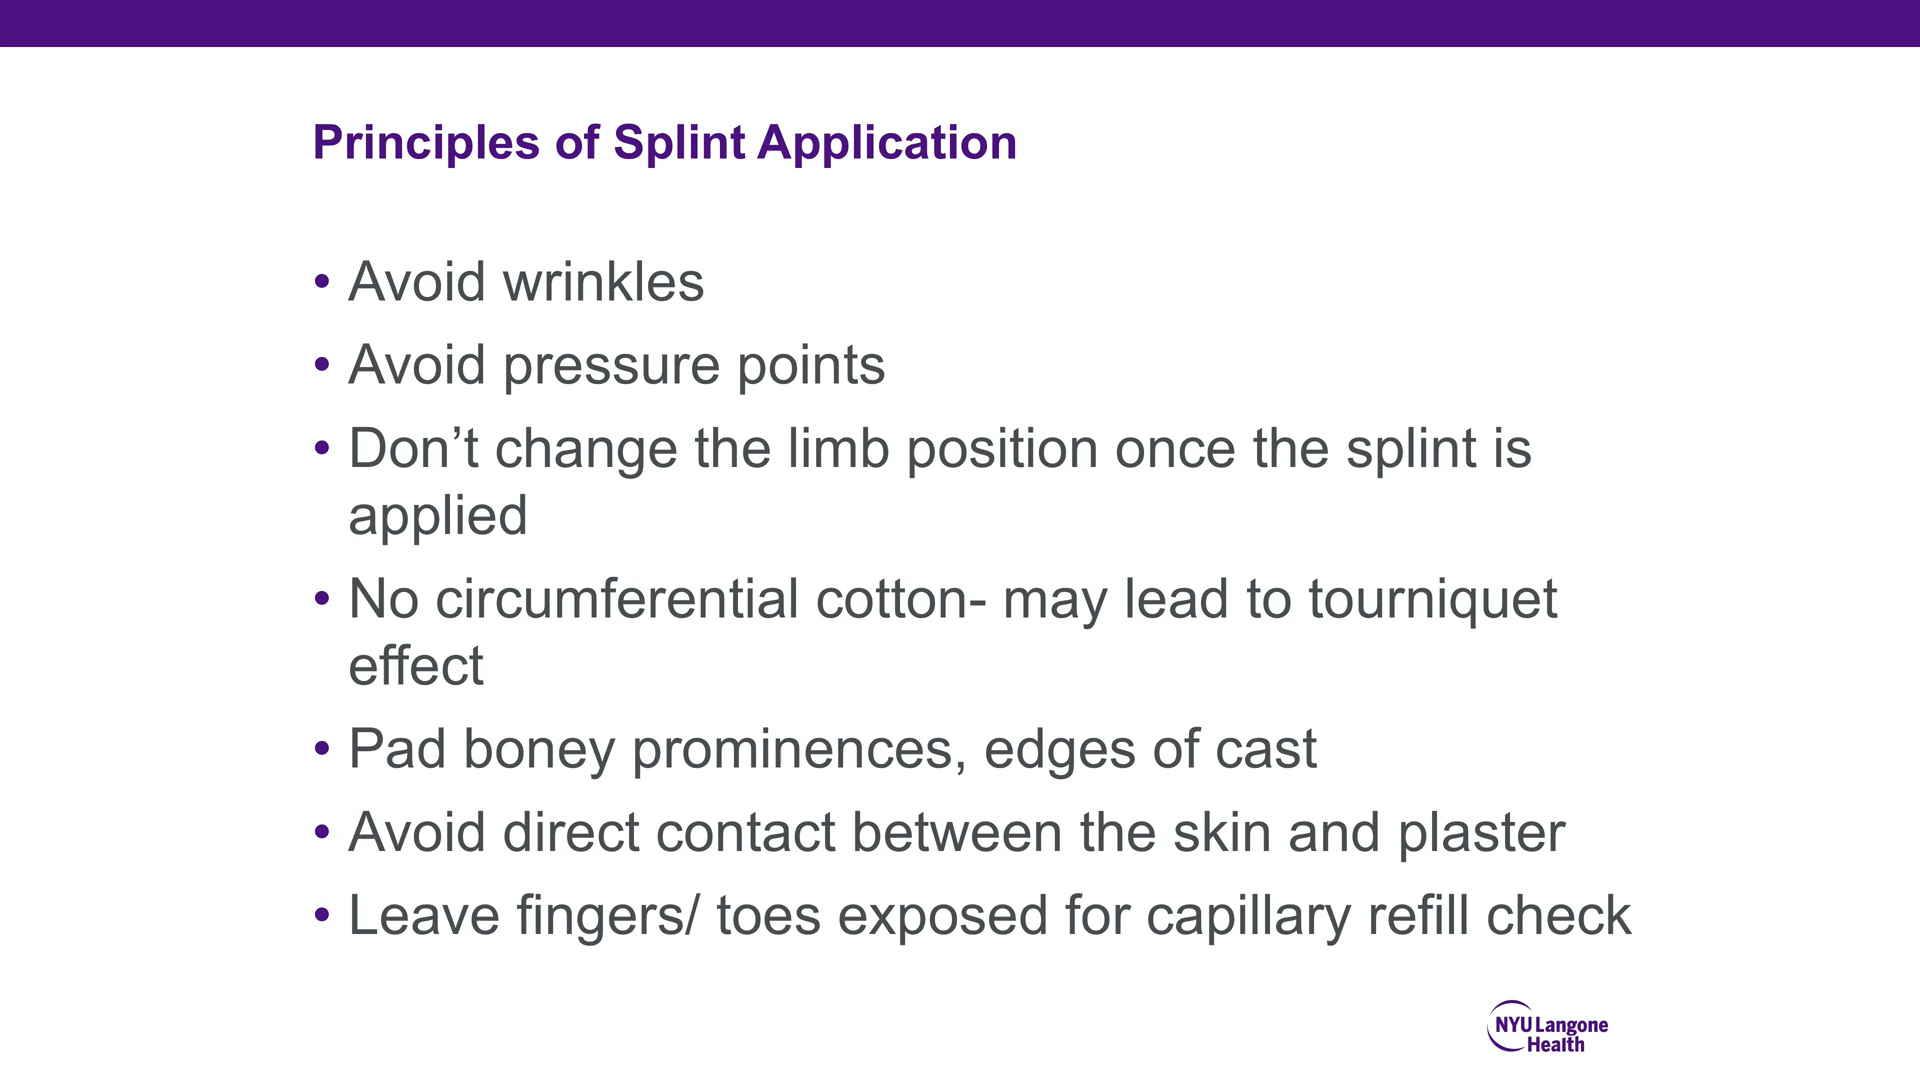 Principles of Splint Application
• Avoid wrinkles
• Avoid pressure points
• Don’t change the limb position once the splint is
applied
• No circumferential cotton- may lead to tourniquet
effect
• Pad boney prominences, edges of cast
• Avoid direct contact between the skin and plaster
• Leave fingers/ toes exposed for capillary refill check
NYU Langone
Health